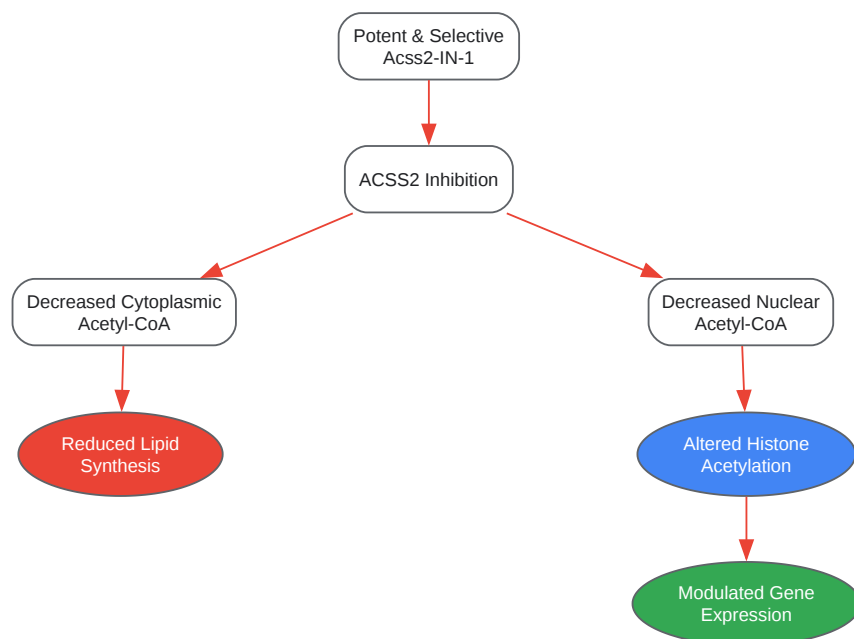 Potent & Selective
Acss2-IN-1
ACSS2 Inhibition
Decreased Cytoplasmic
Acetyl-CoA
Decreased Nuclear
Acetyl-CoA
Reduced Lipid
Synthesis
Altered Histone
Acetylation
Modulated Gene
Expression